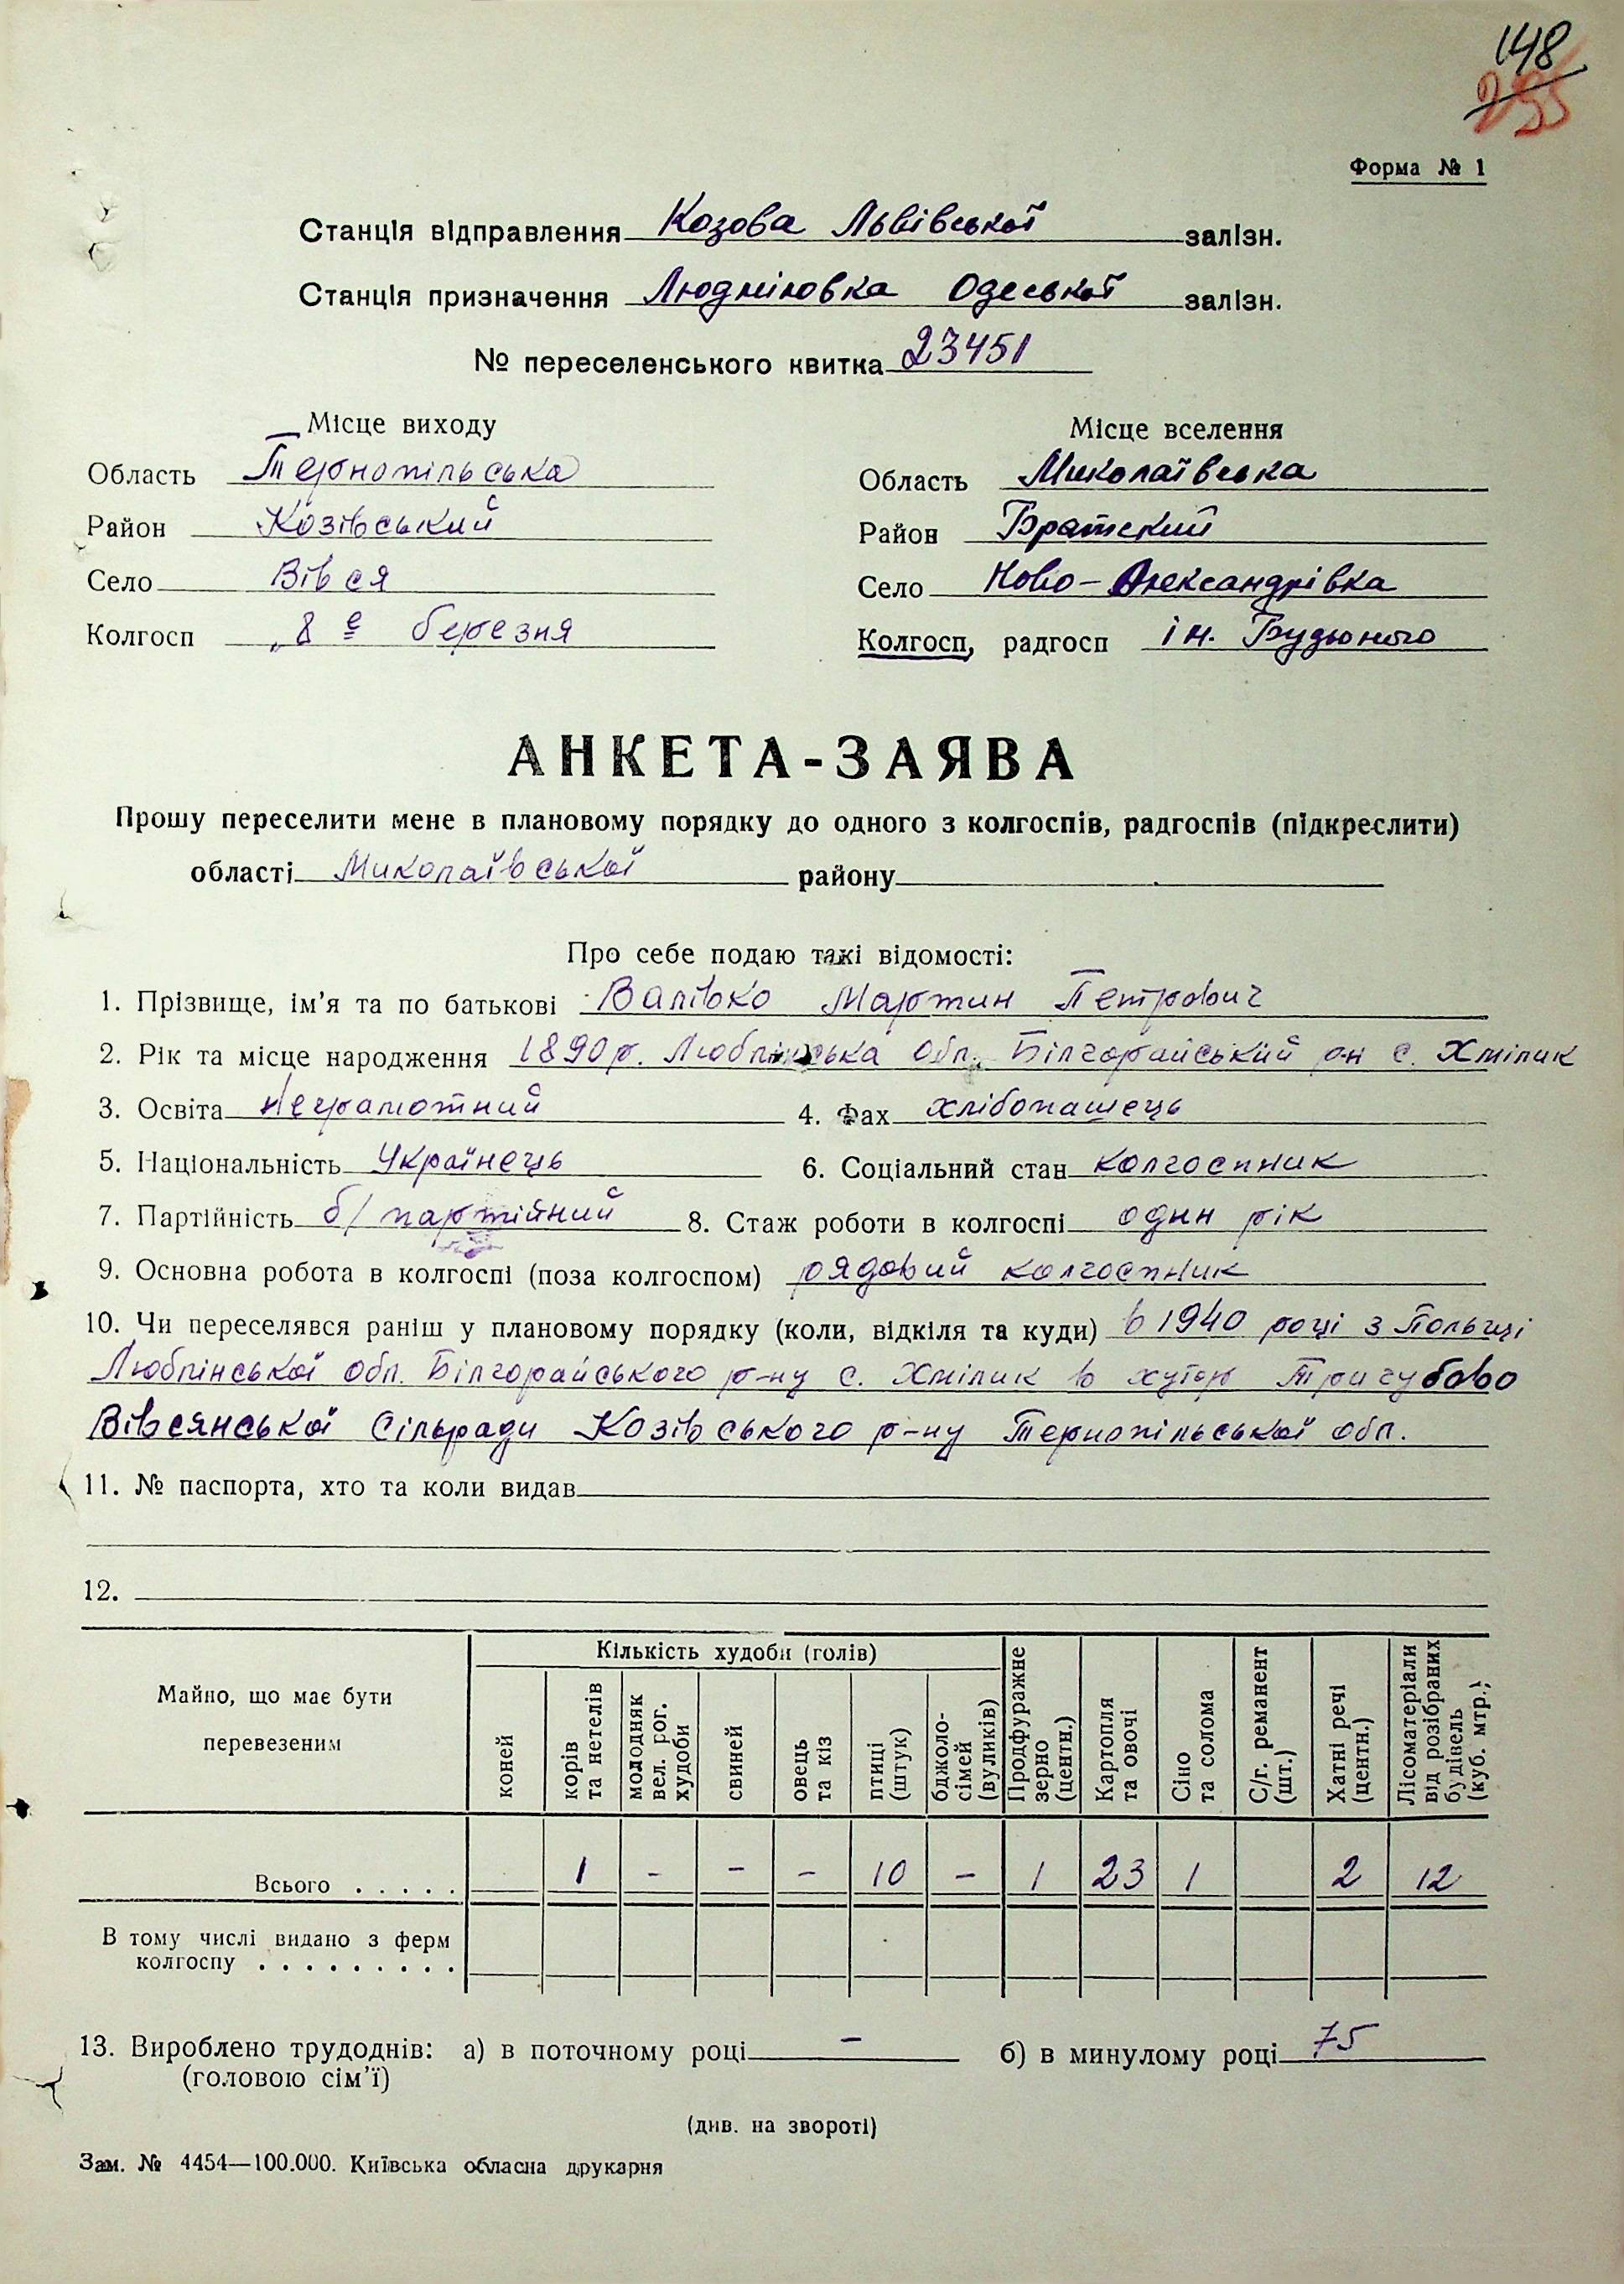 148
255
Форма № 1
Станція відправлення Козова Львівської залізн.
Станція призначення Людміловка Одеської залізн.
№ переселенського квитка 23451
Місце виходу
Область Тернопільська
Район Козівський
Село Вівся
Колгосп „8 е березня
Місце вселення
Область Миколаївська
Район Братский
Село Ново-Олександрівка
Колгосп, радгосп ім. Будьоного
АНКЕТА-ЗАЯВА
Прошу переселити мене в плановому порядку до одного з колгоспів, радгоспів (підкреслити)
області Миколаївської району
Про себе подаю такі відомості:
1. Прізвище, ім'я та по батькові Валівко Мартин Петрович
2. Рік та місце народження 1890 р. Люблінська обл. Білгорайський р-н с. Хмілик
3. Освіта неграмотний 4. Фах хлібопашець
5. Національність Українець 6. Соціальний стан колгоспник
7. Партійність б/партійний 8. Стаж роботи в колгоспі один рік
9. Основна робота в колгоспі (поза колгоспом) рядовий колгоспник
10. Чи переселявся раніш у плановому порядку (коли, відкіля та куди) в 1940 році з Польщі
Люблінської обл. Білгорайського р-ну с. Хмілик в хутор Тригубово
Вівсянської Сільради Козівського р-ну Тернопільської обл.
11. № паспорта, хто та коли видав
12.
Майно, що має бути перевезеним
Кількість худоби (голів)
коней
корів та нетелів
молодняк вел. рог. худоби
свиней
овець та кіз
птиці (штук)
бджоло-сімей (вуликів)
Продфуражне зерно (центн.)
Картопля та овочі
Сіно та солома
С/г. реманент (шт.)
Хатні речі (центн.)
Лісоматеріали від розібраних будівель (куб. мтр.)
Всього . . . . . 1 - - - 10 - 1 23 1 2 12
В тому числі видано з ферм
колгоспу . . . . . . . . .
13. Вироблено трудоднів: а) в поточному році - б) в минулому році 75
(головою сім'ї)
(див. на звороті)
Зам. № 4454—100.000. Київська обласна друкарня